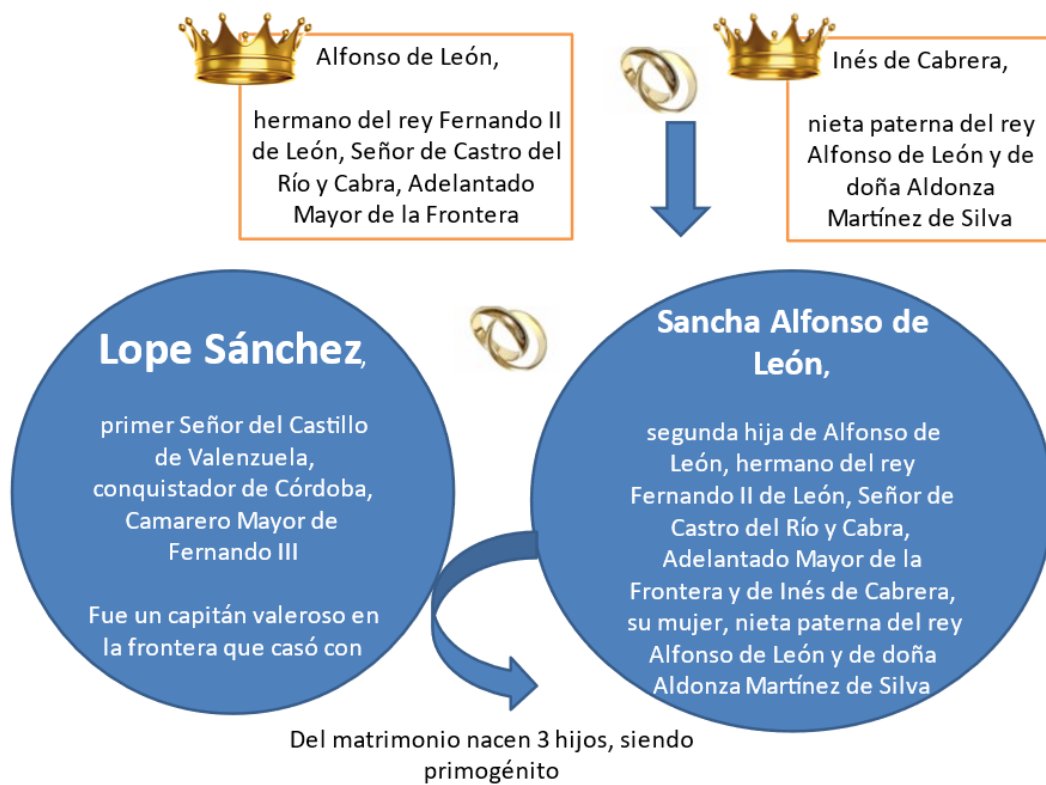 Alfonso de León,
hermano del rey Fernando II
de León, Señor de Castro del
Río y Cabra, Adelantado
Mayor de la Frontera
Inés de Cabrera,
nieta paterna del rey
Alfonso de León y de
doña Aldonza
Martínez de Silva
Lope Sánchez,
primer Señor del Castillo
de Valenzuela,
conquistador de Córdoba,
Camarero Mayor de
Fernando III
Fue un capitán valeroso en
la frontera que casó con
Sancha Alfonso de
León,
segunda hija de Alfonso de
León, hermano del rey
Fernando II de León, Señor de
Castro del Río y Cabra,
Adelantado Mayor de la
Frontera y de Inés de Cabrera,
su mujer, nieta paterna del rey
Alfonso de León y de doña
Aldonza Martínez de Silva
Del matrimonio nacen 3 hijos, siendo
primogénito